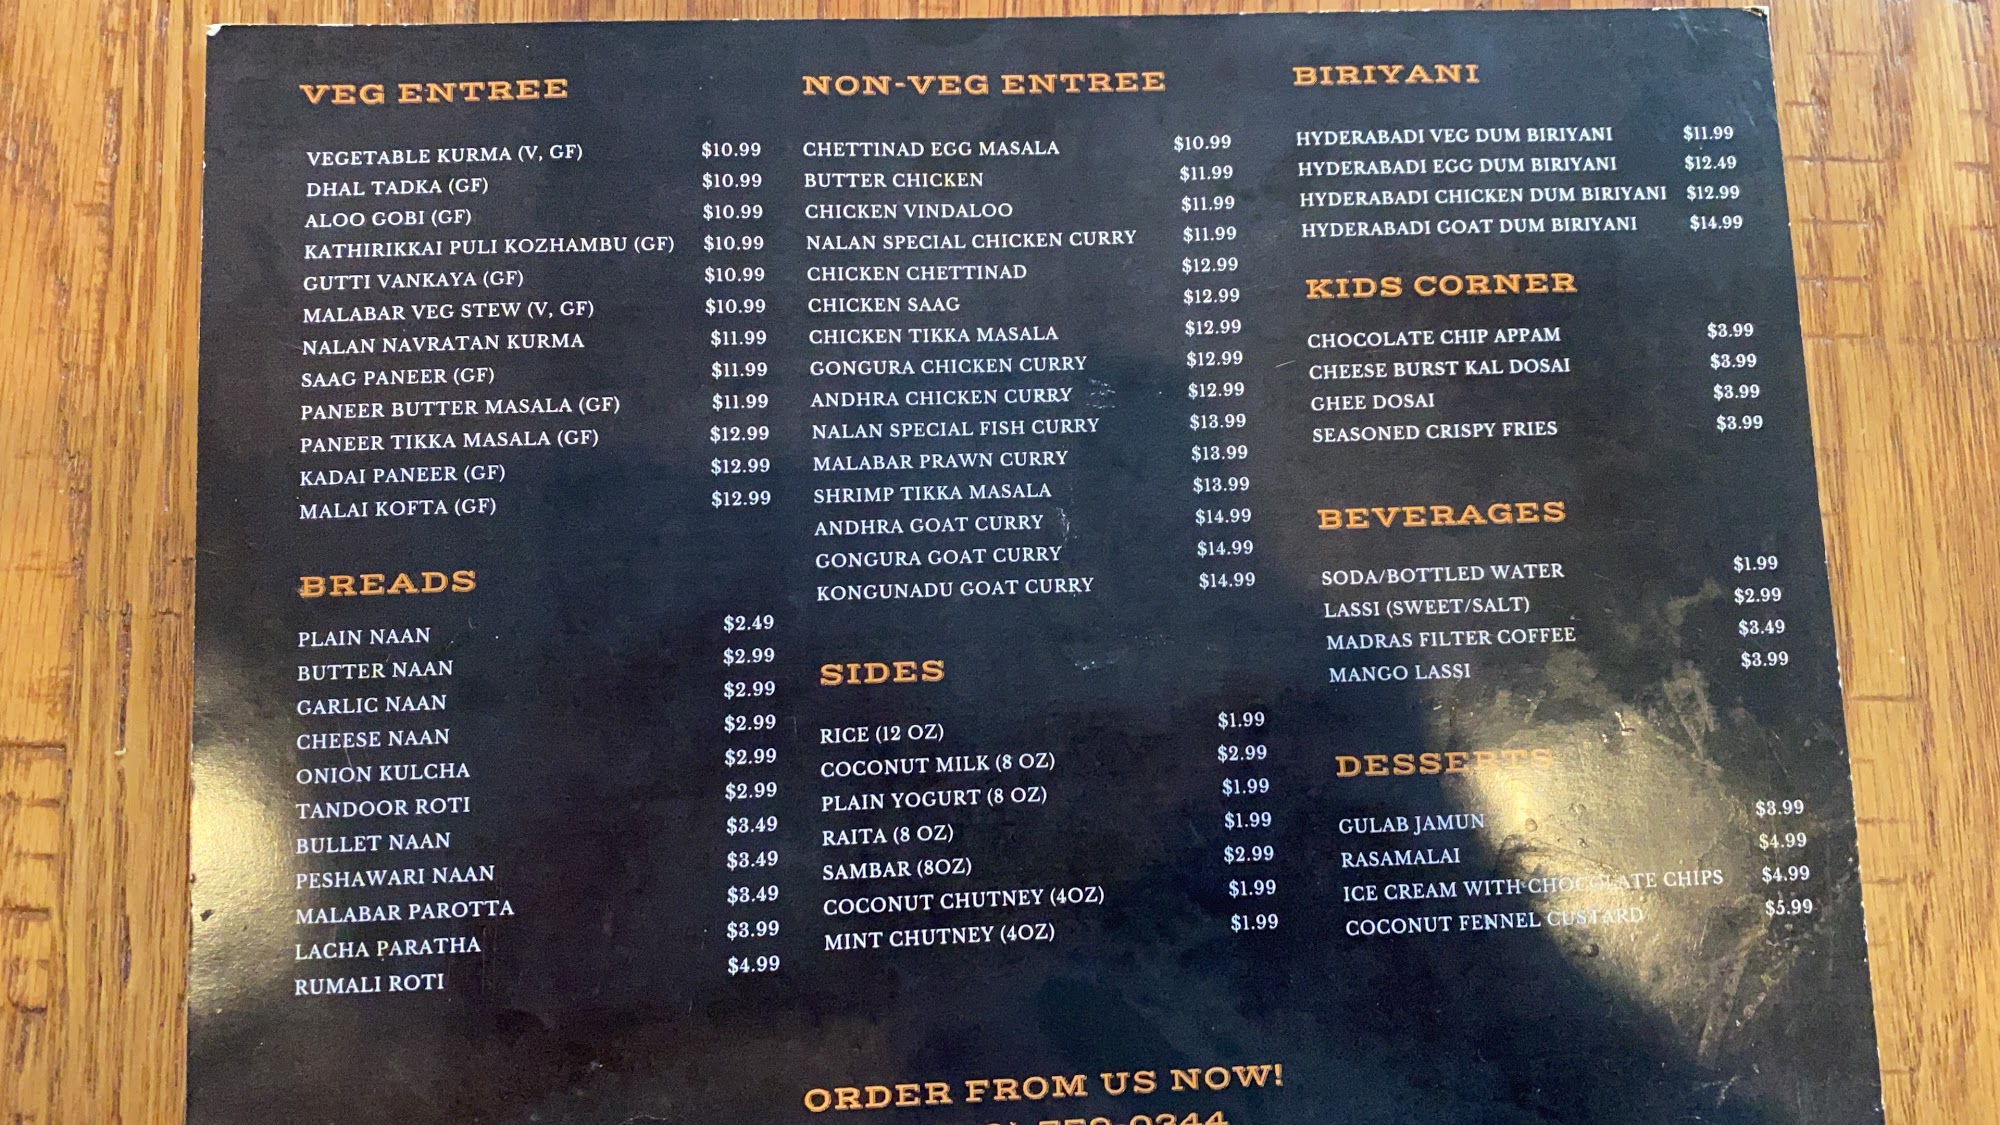 VEG ENTREE
VEGETABLE KURMA (V, GF) $10.99
DHAL TADKA (GF) $10.99
ALOO GOBI (GF) $10.99
KATHIRIKKAI PULI KOZHAMBU (GF) $10.99
GUTTI VANKAYA (GF) $10.99
MALABAR VEG STEW (V, GF) $10.99
NALAN NAVRATAN KURMA $11.99
SAAG PANEER (GF) $11.99
PANEER BUTTER MASALA (GF) $11.99
PANEER TIKKA MASALA (GF) $12.99
KADAI PANEER (GF) $12.99
MALAI KOFTA (GF) $12.99
BREADS
PLAIN NAAN $2.49
BUTTER NAAN $2.99
GARLIC NAAN $2.99
CHEESE NAAN $2.99
ONION KULCHA $2.99
TANDOOR ROTI $2.99
BULLET NAAN $3.49
PESHAWARI NAAN $3.49
MALABAR PAROTTA $3.49
LACHA PARATHA $3.99
RUMALI ROTI $4.99
NON-VEG ENTREE
CHETTINAD EGG MASALA $10.99
BUTTER CHICKEN $11.99
CHICKEN VINDALOO $11.99
NALAN SPECIAL CHICKEN CURRY $11.99
CHICKEN CHETTINAD $12.99
CHICKEN SAAG $12.99
CHICKEN TIKKA MASALA $12.99
GONGURA CHICKEN CURRY $12.99
ANDHRA CHICKEN CURRY $12.99
NALAN SPECIAL FISH CURRY $13.99
MALABAR PRAWN CURRY $13.99
SHRIMP TIKKA MASALA $13.99
ANDHRA GOAT CURRY $14.99
GONGURA GOAT CURRY $14.99
KONGUNADU GOAT CURRY $14.99
SIDES
RICE (12 OZ) $1.99
COCONUT MILK (8 OZ) $2.99
PLAIN YOGURT (8 OZ) $1.99
RAITA (8 OZ) $1.99
SAMBAR (8OZ) $2.99
COCONUT CHUTNEY (4OZ) $1.99
MINT CHUTNEY (4OZ) $1.99
BIRIYANI
HYDERABADI VEG DUM BIRIYANI $11.99
HYDERABADI EGG DUM BIRIYANI $12.49
HYDERABADI CHICKEN DUM BIRIYANI $12.99
HYDERABADI GOAT DUM BIRIYANI $14.99
KIDS CORNER
CHOCOLATE CHIP APPAM $3.99
CHEESE BURST KAL DOSAI $3.99
GHEE DOSAI $3.99
SEASONED CRISPY FRIES $3.99
BEVERAGES
SODA/BOTTLED WATER $1.99
LASSI (SWEET/SALT) $2.99
MADRAS FILTER COFFEE $3.49
MANGO LASSI $3.99
DESSERTS
GULAB JAMUN $3.99
RASAMALAI $4.99
ICE CREAM WITH CHOCOLATE CHIPS $4.99
COCONUT FENNEL CUSTARD $5.99
ORDER FROM US NOW!